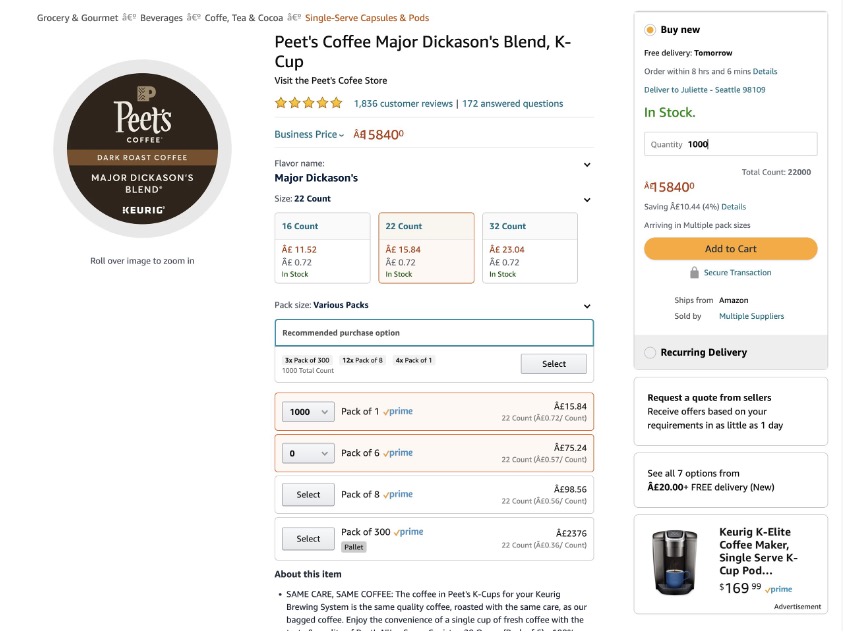 Grocery & Gourmet â€º Beverages â€º Coffe, Tea & Cocoa â€º Single-Serve Capsules & Pods
Peet's
COFFEE
DARK ROAST COFFEE
MAJOR DICKASON'S
BLEND
KEURIG
Roll over image to zoom in
Peet's Coffee Major Dickason's Blend, K-
Cup
Visit the Peet's Cofee Store
1,836 customer reviews | 172 answered questions
Business Price Â£15840⁰
Flavor name:
Major Dickason's
Size: 22 Count
16 Count
Â£ 11.52
Â£ 0.72
In Stock
22 Count
Â£ 15.84
Â£ 0.72
In Stock
32 Count
Â£ 23.04
Â£ 0.72
In Stock
Pack size: Various Packs
Recommended purchase option
3x Pack of 300 12x Pack of 8 4x Pack of 1
1000 Total Count
Select
1000 Pack of 1 prime Â£15.84
22 Count (Â£0.72/ Count)
0 Pack of 6 prime Â£75.24
22 Count (Â£0.57/ Count)
Select Pack of 8 prime Â£98.56
22 Count (Â£0.56/ Count)
Select Pack of 300 prime Â£2376
Pallet 22 Count (Â£0.36/ Count)
About this item
• SAME CARE, SAME COFFEE: The coffee in Peet's K-Cups for your Keurig
Brewing System is the same quality coffee, roasted with the same care, as our
bagged coffee. Enjoy the convenience of a single cup of fresh coffee with the
Buy new
Free delivery: Tomorrow
Order within 8 hrs and 6 mins Details
Deliver to Juliette - Seattle 98109
In Stock.
Quantity 1000
Total Count: 22000
Â£15840⁰
Saving Â£10.44 (4%) Details
Arriving in Multiple pack sizes
Add to Cart
Secure Transaction
Ships from Amazon
Sold by Multiple Suppliers
Recurring Delivery
Request a quote from sellers
Receive offers based on your
requirements in as little as 1 day
See all 7 options from
Â£20.00+ FREE delivery (New)
Keurig K-Elite
Coffee Maker,
Single Serve K-
Cup Pod...
$169 99 prime
Advertisement